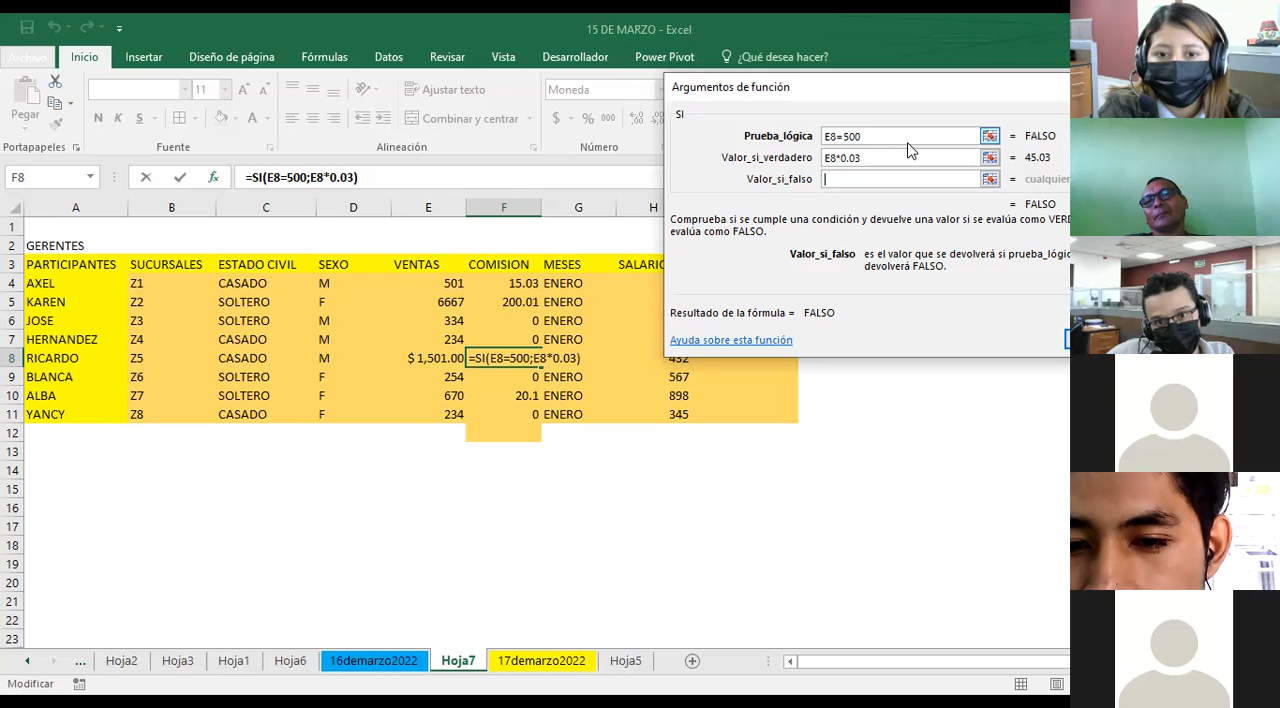 15 DE MARZO - Excel
Archivo Inicio Insertar Diseño de página Fórmulas Datos Revisar Vista Desarrollador Power Pivot ¿Qué desea hacer?
Pegar
11
N K S
Ajustar texto
Combinar y centrar
Moneda
$ % 000
Portapapeles Fuente Alineación Número
F8 =SI(E8=500;E8*0.03)
Argumentos de función
SI
Prueba_lógica E8=500 = FALSO
Valor_si_verdadero E8*0.03 = 45.03
Valor_si_falso = cualquier
= FALSO
Comprueba si se cumple una condición y devuelve una valor si se evalúa como VERD
evalúa como FALSO.
Valor_si_falso es el valor que se devolverá si prueba_lógic
devolverá FALSO.
Resultado de la fórmula = FALSO
Ayuda sobre esta función
A B C D E F G H
1
2 GERENTES
3 PARTICIPANTES SUCURSALES ESTADO CIVIL SEXO VENTAS COMISION MESES SALARIO
4 AXEL Z1 CASADO M 501 15.03 ENERO
5 KAREN Z2 SOLTERO F 6667 200.01 ENERO
6 JOSE Z3 SOLTERO M 334 0 ENERO
7 HERNANDEZ Z4 CASADO M 234 0 ENERO
8 RICARDO Z5 CASADO M $ 1,501.00 =SI(E8=500;E8*0.03) 432
9 BLANCA Z6 SOLTERO F 254 0 ENERO 567
10 ALBA Z7 SOLTERO F 670 20.1 ENERO 898
11 YANCY Z8 CASADO F 234 0 ENERO 345
12
13
14
15
16
17
18
19
20
21
22
23
... Hoja2 Hoja3 Hoja1 Hoja6 16demarzo2022 Hoja7 17demarzo2022 Hoja5
Modificar